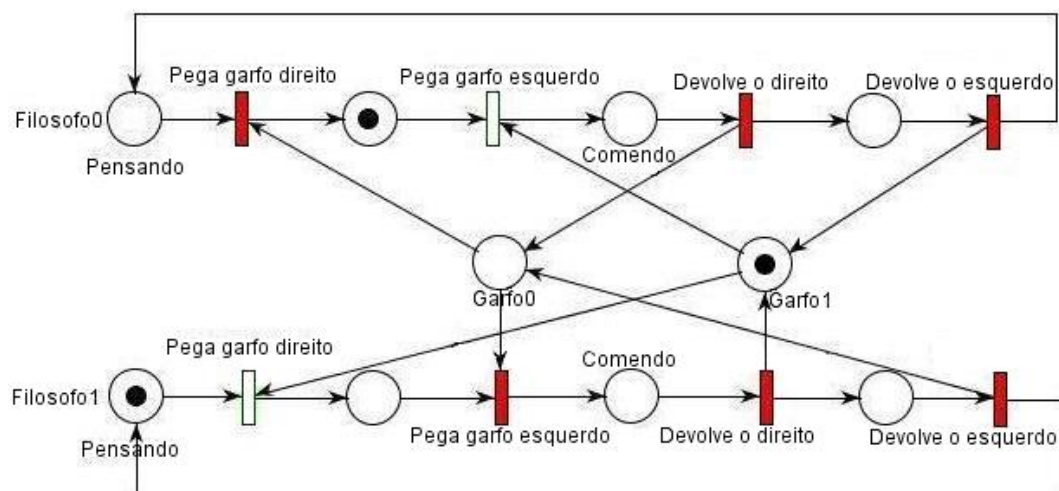 Pega garfo direito
Pega garfo esquerdo
Devolve o direito
Devolve o esquerdo
Filosofo0
Pensando
Comendo
Garfo0
Garfo1
Pega garfo direito
Comendo
Filosofo1
Pensando
Pega garfo esquerdo
Devolve o direito
Devolve o esquerdo